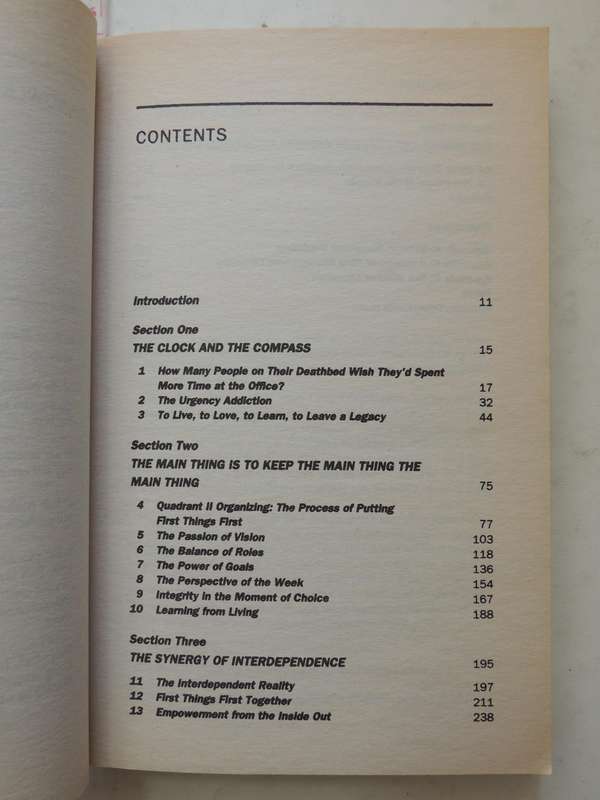 CONTENTS
Introduction 11
Section One
THE CLOCK AND THE COMPASS 15
1 How Many People on Their Deathbed Wish They'd Spent
More Time at the Office? 17
2 The Urgency Addiction 32
3 To Live, to Love, to Learn, to Leave a Legacy 44
Section Two
THE MAIN THING IS TO KEEP THE MAIN THING THE
MAIN THING 75
4 Quadrant II Organizing: The Process of Putting
First Things First 77
5 The Passion of Vision 103
6 The Balance of Roles 118
7 The Power of Goals 136
8 The Perspective of the Week 154
9 Integrity in the Moment of Choice 167
10 Learning from Living 188
Section Three
THE SYNERGY OF INTERDEPENDENCE 195
11 The Interdependent Reality 197
12 First Things First Together 211
13 Empowerment from the Inside Out 238